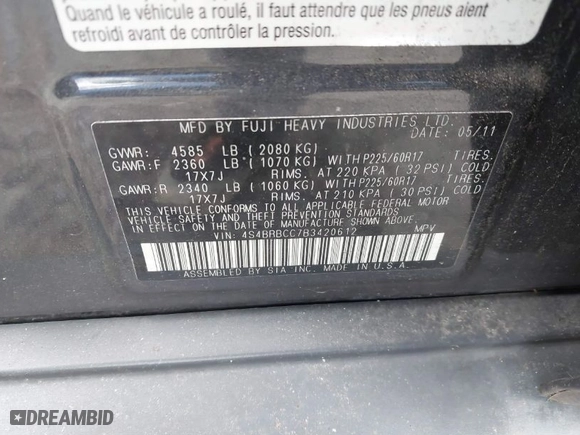 Quand le véhicule a roulé, il faut attendre que les pneus aient
refroidi avant de contrôler la pression.
MFD BY FUJI HEAVY INDUSTRIES LTD.
DATE: 05/11
GVWR: 4585 LB (2080 KG)
GAWR:F 2360 LB (1070 KG) WITH P225/60R17 TIRES,
17X7J RIMS. AT 220 KPA (32 PSI) COLD
GAWR:R 2340 LB (1060 KG) WITH P225/60R17 TIRES,
17X7J RIMS. AT 210 KPA (30 PSI) COLD
THIS VEHICLE CONFORMS TO ALL APPLICABLE FEDERAL MOTOR
VEHICLE SAFETY AND THEFT PREVENTION STANDARDS
IN EFFECT ON THE DATE OF MANUFACTURE SHOWN ABOVE.
VIN: 4S4BRBCC7B3420612 MPV
ASSEMBLED BY SIA INC. MADE IN U.S.A.
DREAMBID